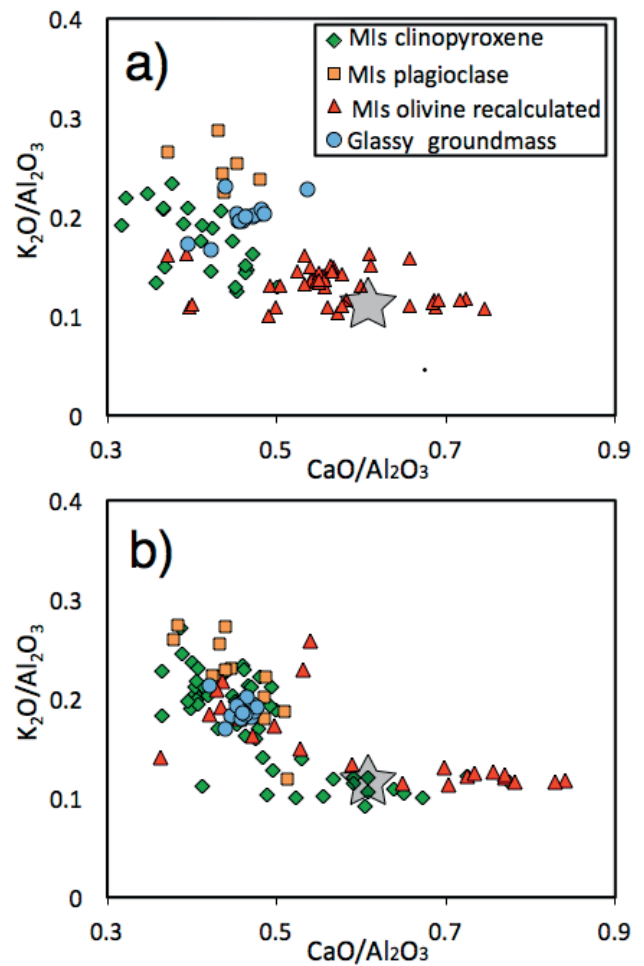 0.4
a)
MIs clinopyroxene
MIs plagioclase
MIs olivine recalculated
Glassy groundmass
0.3
0.2
0.1
0
K₂O/Al₂O₃
0.3 0.5 0.7 0.9
CaO/Al₂O₃
0.4
b)
0.3
0.2
0.1
0
K₂O/Al₂O₃
0.3 0.5 0.7 0.9
CaO/Al₂O₃